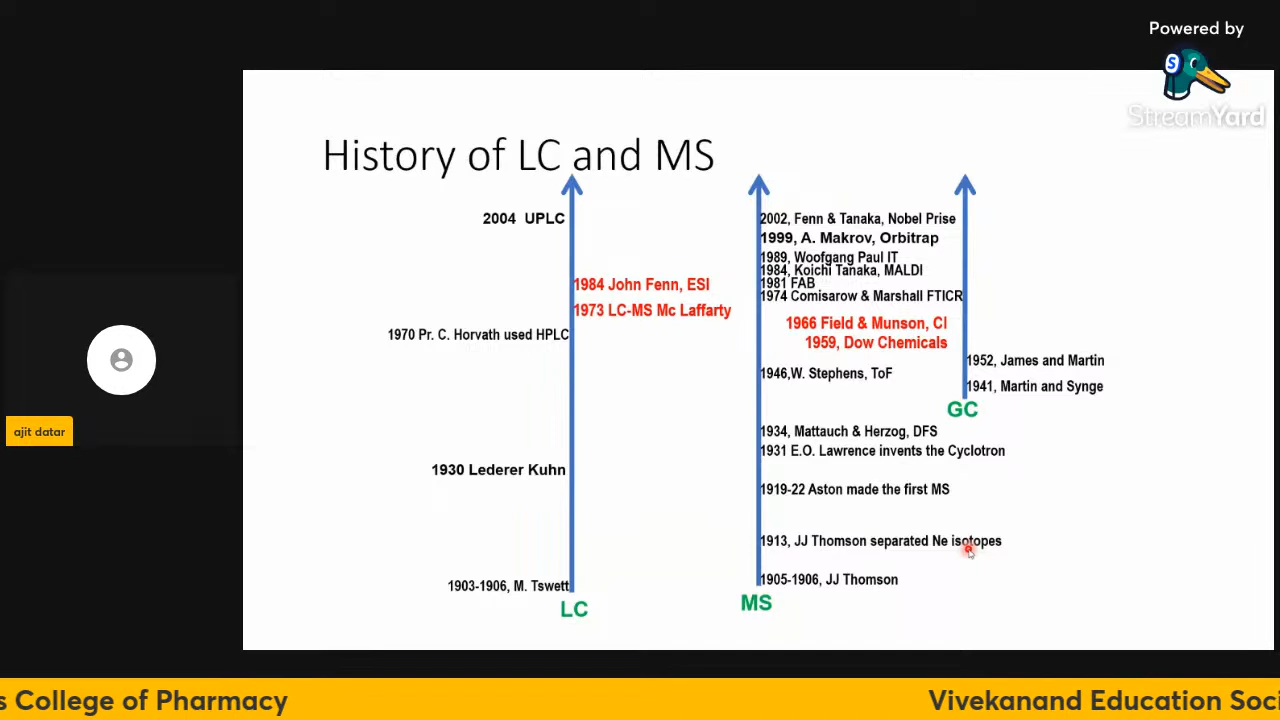 Powered by
S
StreamYard
History of LC and MS
2004 UPLC
1984 John Fenn, ESI
1973 LC-MS Mc Laffarty
1970 Pr. C. Horvath used HPLC
1930 Lederer Kuhn
1903-1906, M. Tswett
LC
2002, Fenn & Tanaka, Nobel Prise
1999, A. Makrov, Orbitrap
1989, Woofgang Paul IT
1984, Koichi Tanaka, MALDI
1981 FAB
1974 Comisarow & Marshall FTICR
1966 Field & Munson, CI
1959, Dow Chemicals
1946,W. Stephens, ToF
1934, Mattauch & Herzog, DFS
1931 E.O. Lawrence invents the Cyclotron
1919-22 Aston made the first MS
1913, JJ Thomson separated Ne isotopes
1905-1906, JJ Thomson
MS
1952, James and Martin
1941, Martin and Synge
GC
ajit datar
s College of Pharmacy
Vivekanand Education Soci